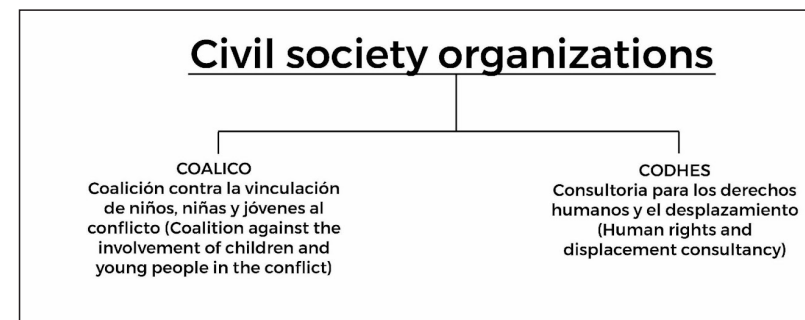 Civil society organizations
COALICO
Coalición contra la vinculación
de niños, niñas y jóvenes al
conflicto (Coalition against the
involvement of children and
young people in the conflict)
CODHES
Consultoria para los derechos
humanos y el desplazamiento
(Human rights and
displacement consultancy)